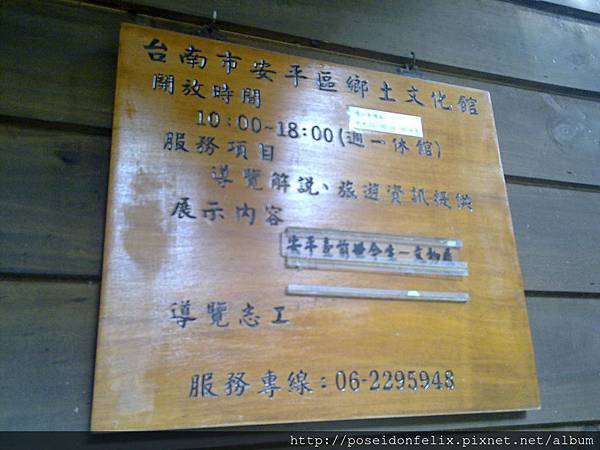 台南市安平區鄉土文化館
開放時間
10：00~18：00(週一休館)
服務項目
導覽解說、旅遊資訊提供
展示內容
安平
前世今生一文物展
導覽志工
服務專線：06-2295948
http://poseidonfelix.pixnet.net/album